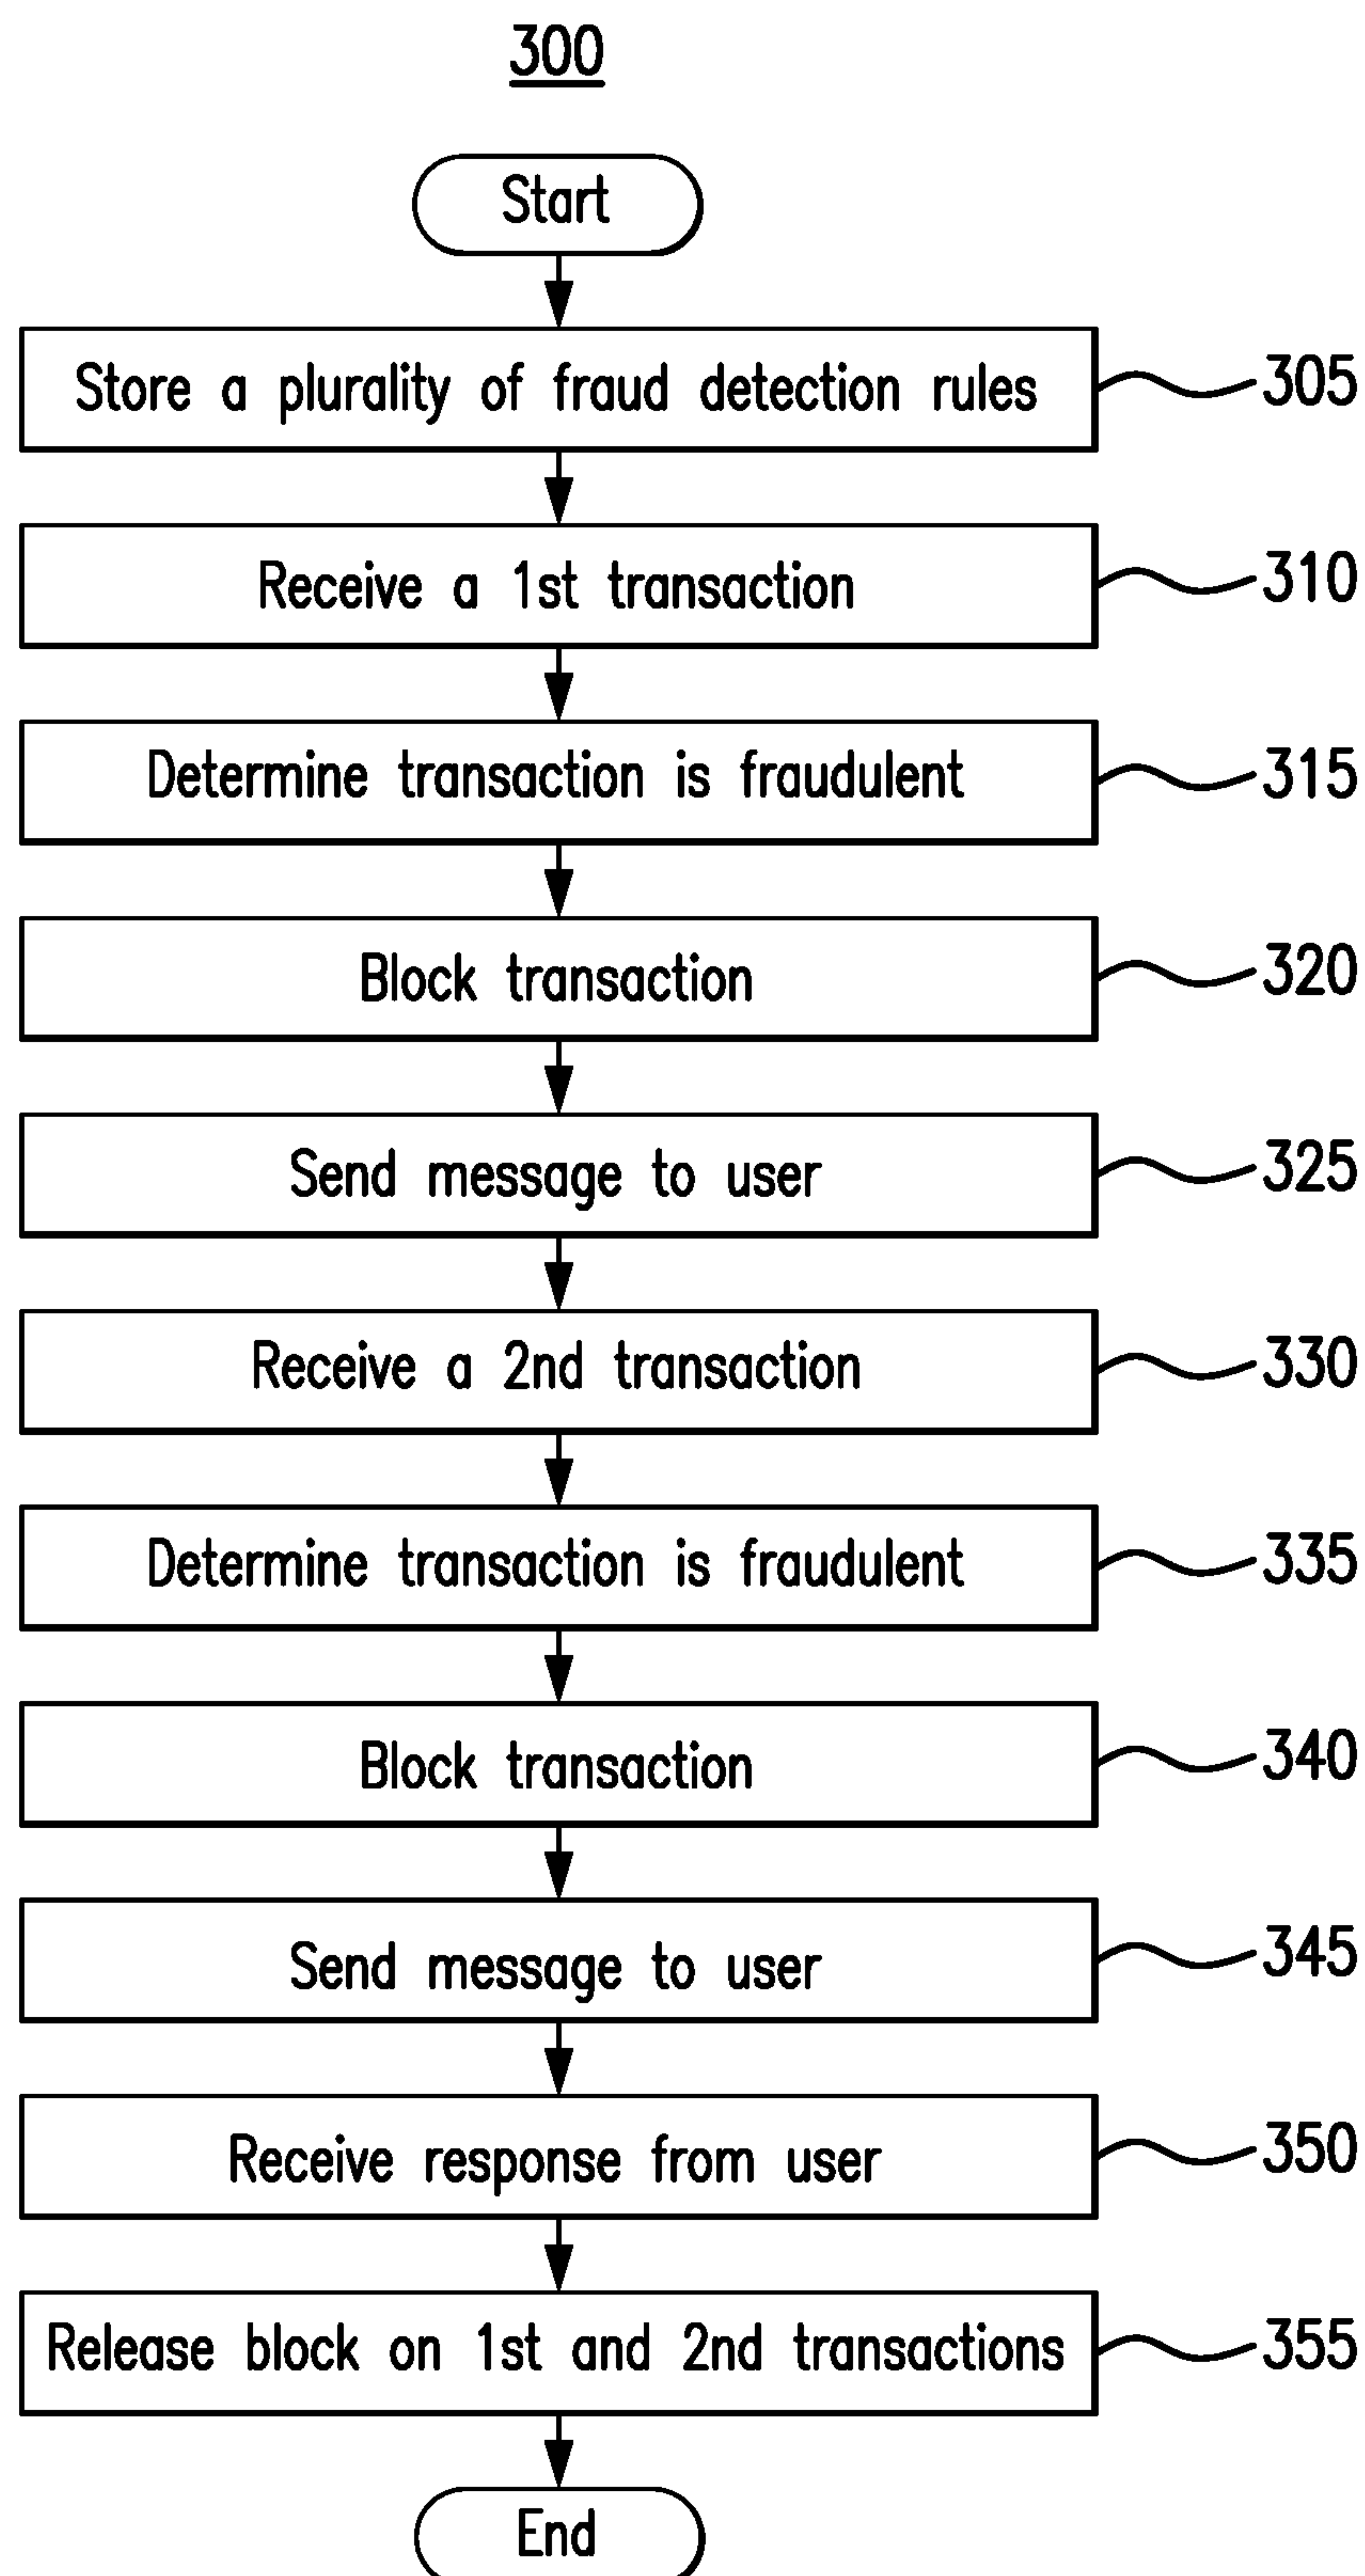 300
Start
Store a plurality of fraud detection rules
305
Receive a 1st transaction
310
Determine transaction is fraudulent
315
Block transaction
320
Send message to user
325
Receive a 2nd transaction
330
Determine transaction is fraudulent
335
Block transaction
340
Send message to user
345
Receive response from user
350
Release block on 1st and 2nd transactions
355
End